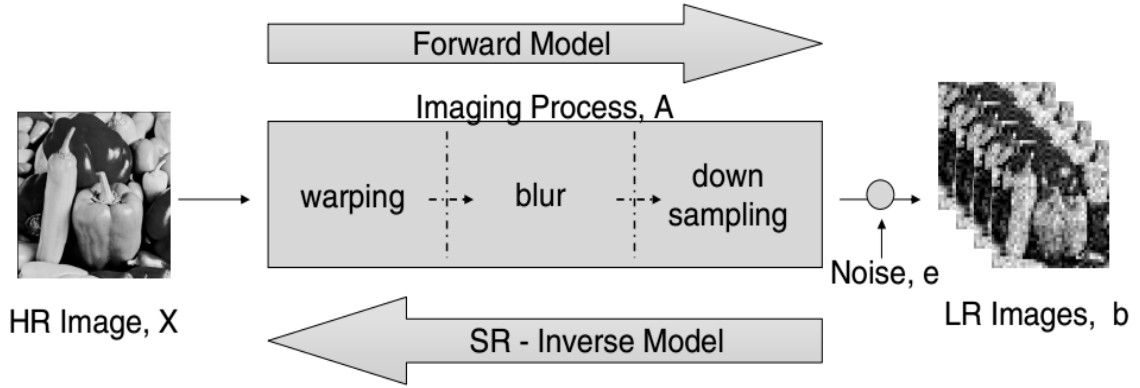 Forward Model
Imaging Process, A
warping
blur
down
sampling
Noise, e
HR Image, X
LR Images, b
SR - Inverse Model